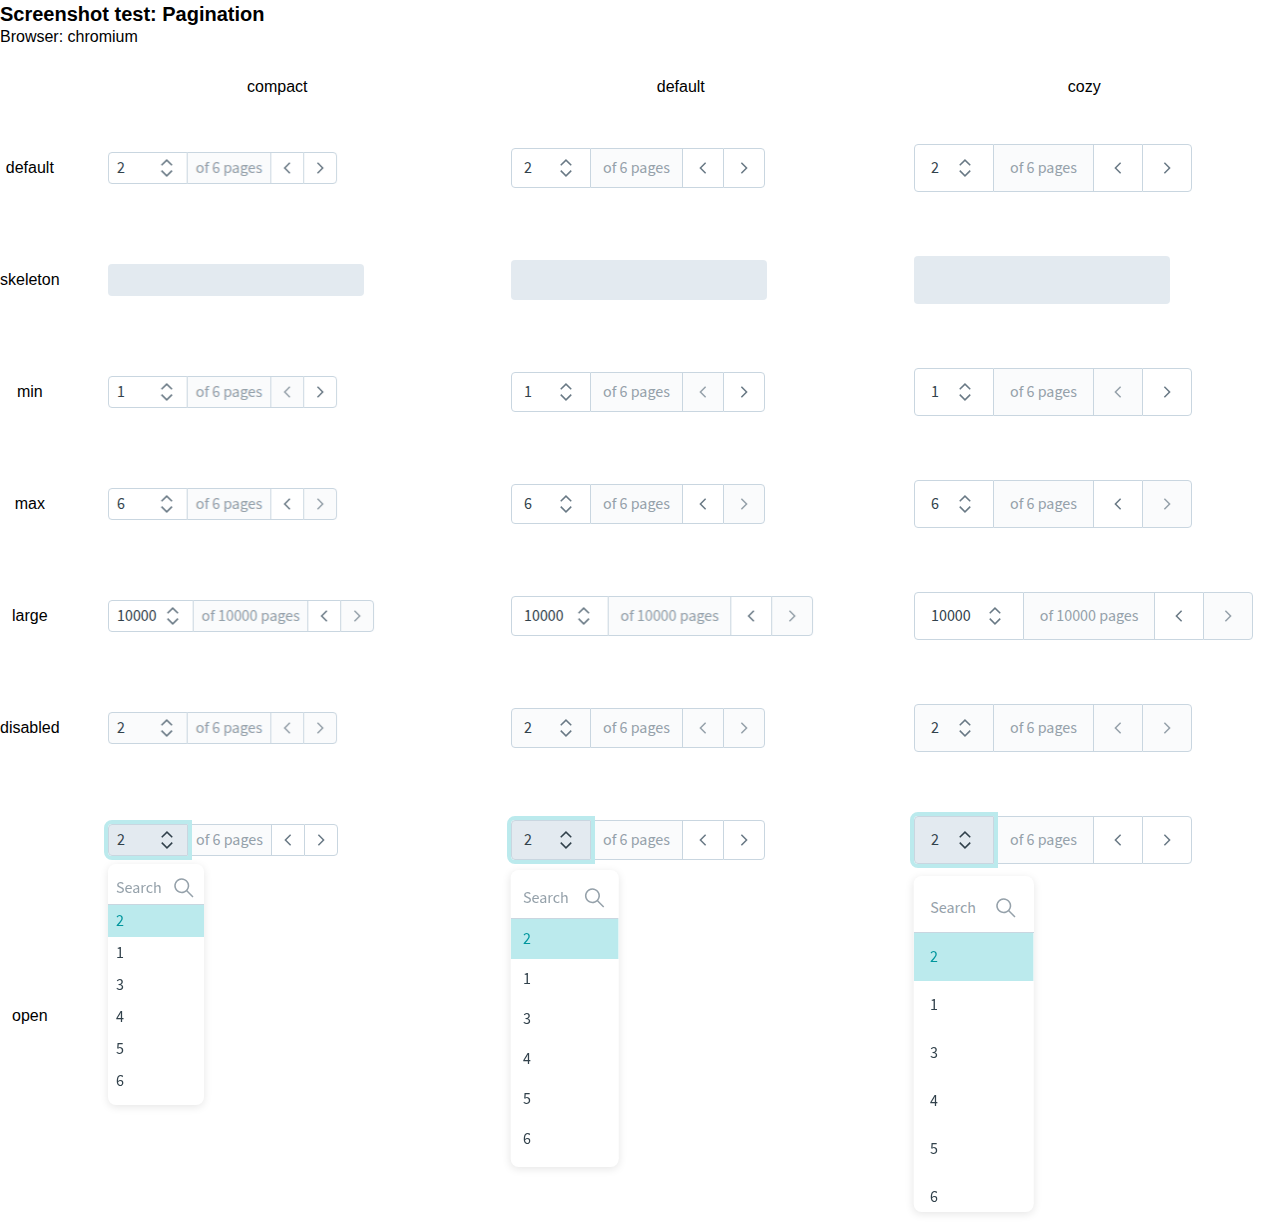 Screenshot test: Pagination
Browser: chromium
compact default cozy
default 2 of 6 pages 2 of 6 pages 2 of 6 pages
skeleton
min 1 of 6 pages 1 of 6 pages 1 of 6 pages
max 6 of 6 pages 6 of 6 pages 6 of 6 pages
large 10000 of 10000 pages 10000 of 10000 pages 10000 of 10000 pages
disabled 2 of 6 pages 2 of 6 pages 2 of 6 pages
open
2 of 6 pages
Search
2
1
3
4
5
6
2 of 6 pages
Search
2
1
3
4
5
6
2 of 6 pages
Search
2
1
3
4
5
6